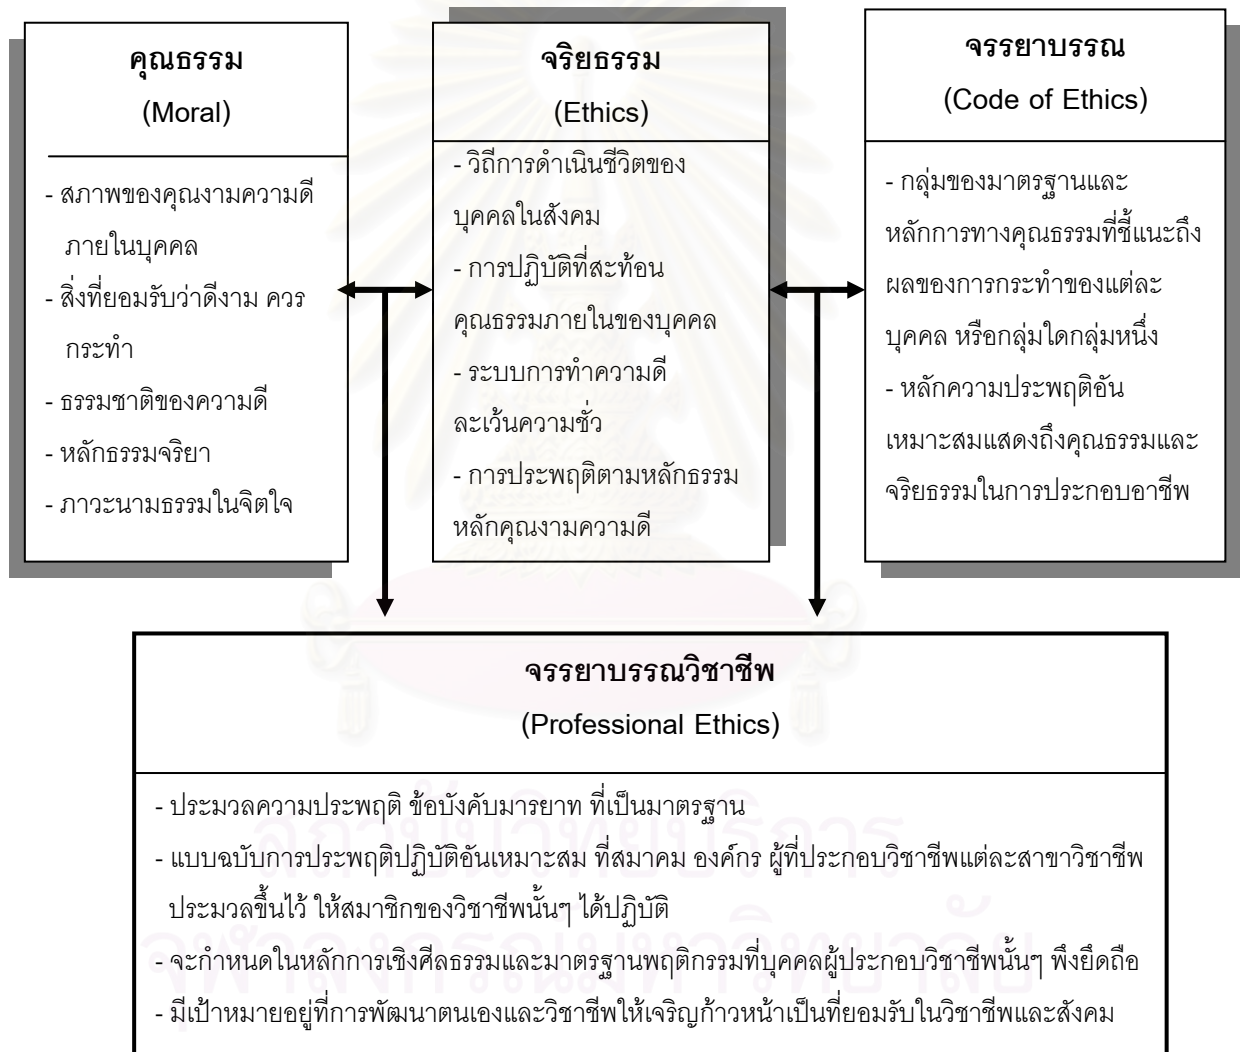 คุณธรรม
(Moral)
- สภาพของคุณงามความดี
ภายในบุคคล
- สิ่งที่ยอมรับว่าดีงาม ควร
กระทำ
- ธรรมชาติของความดี
- หลักธรรมจริยา
- ภาวะนามธรรมในจิตใจ
จริยธรรม
(Ethics)
- วิถีการดำเนินชีวิตของ
บุคคลในสังคม
- การปฏิบัติที่สะท้อน
คุณธรรมภายในของบุคคล
- ระบบการทำความดี
ละเว้นความชั่ว
- การประพฤติตามหลักธรรม
หลักคุณงามความดี
จรรยาบรรณ
(Code of Ethics)
- กลุ่มของมาตรฐานและ
หลักการทางคุณธรรมที่ชี้แนะถึง
ผลของการกระทำของแต่ละ
บุคคล หรือกลุ่มใดกลุ่มหนึ่ง
- หลักความประพฤติอัน
เหมาะสมแสดงถึงคุณธรรมและ
จริยธรรมในการประกอบอาชีพ
จรรยาบรรณวิชาชีพ
(Professional Ethics)
- ประมวลความประพฤติ ข้อบังคับมารยาท ที่เป็นมาตรฐาน
- แบบฉบับการประพฤติปฏิบัติอันเหมาะสม ที่สมาคม องค์กร ผู้ที่ประกอบวิชาชีพแต่ละสาขาวิชาชีพ
ประมวลขึ้นไว้ ให้สมาชิกของวิชาชีพนั้นๆ ได้ปฏิบัติ
- จะกำหนดในหลักการเชิงศีลธรรมและมาตรฐานพฤติกรรมที่บุคคลผู้ประกอบวิชาชีพนั้นๆ พึงยึดถือ
- มีเป้าหมายอยู่ที่การพัฒนาตนเองและวิชาชีพให้เจริญก้าวหน้าเป็นที่ยอมรับในวิชาชีพและสังคม
สถาบันวิทยบริการ
จุฬาลงกรณ์มหาวิทยาลัย